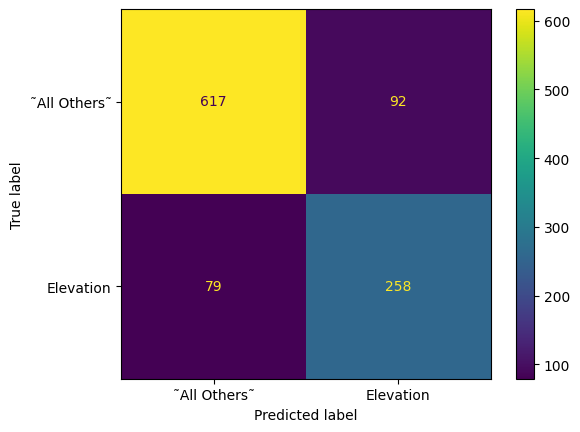 True label
˜All Others˜
617
92
Elevation
79
258
˜All Others˜
Elevation
Predicted label
600
500
400
300
200
100